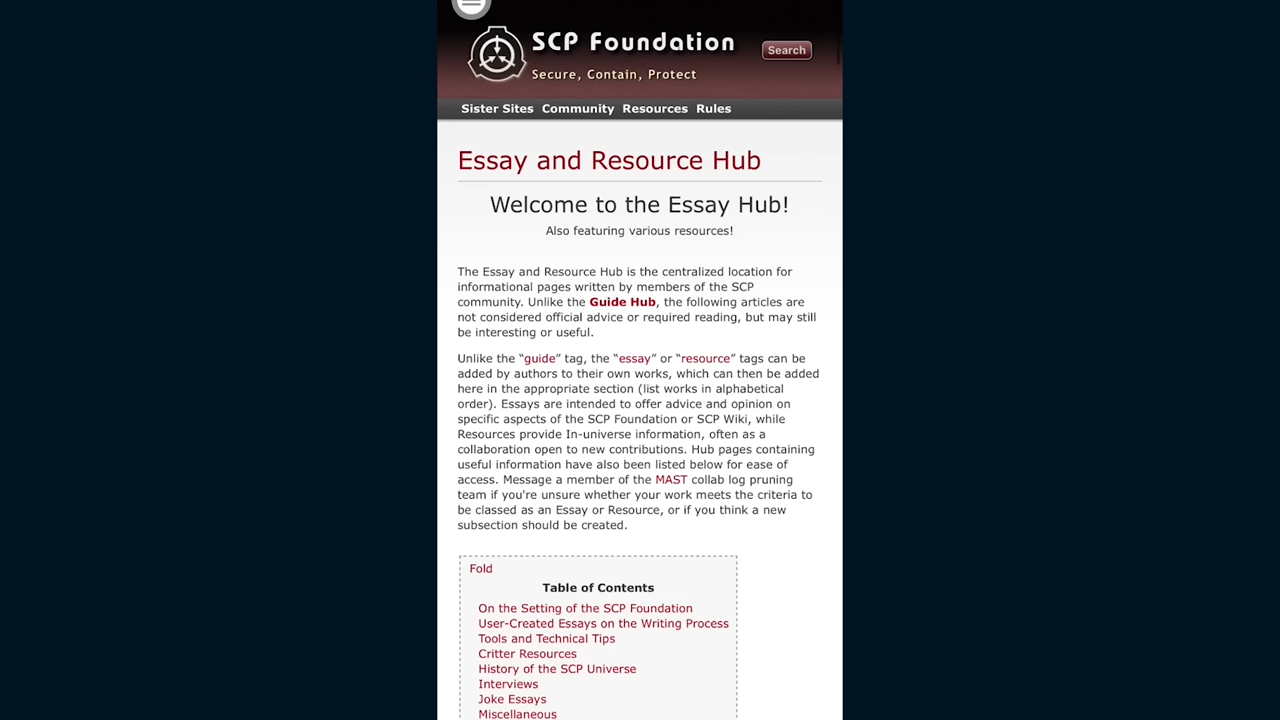 SCP Foundation
Search
Secure, Contain, Protect
Sister Sites Community Resources Rules
Essay and Resource Hub
Welcome to the Essay Hub!
Also featuring various resources!
The Essay and Resource Hub is the centralized location for
informational pages written by members of the SCP
community. Unlike the Guide Hub, the following articles are
not considered official advice or required reading, but may still
be interesting or useful.
Unlike the “guide” tag, the “essay” or “resource” tags can be
added by authors to their own works, which can then be added
here in the appropriate section (list works in alphabetical
order). Essays are intended to offer advice and opinion on
specific aspects of the SCP Foundation or SCP Wiki, while
Resources provide In-universe information, often as a
collaboration open to new contributions. Hub pages containing
useful information have also been listed below for ease of
access. Message a member of the MAST collab log pruning
team if you're unsure whether your work meets the criteria to
be classed as an Essay or Resource, or if you think a new
subsection should be created.
Fold
Table of Contents
On the Setting of the SCP Foundation
User-Created Essays on the Writing Process
Tools and Technical Tips
Critter Resources
History of the SCP Universe
Interviews
Joke Essays
Miscellaneous